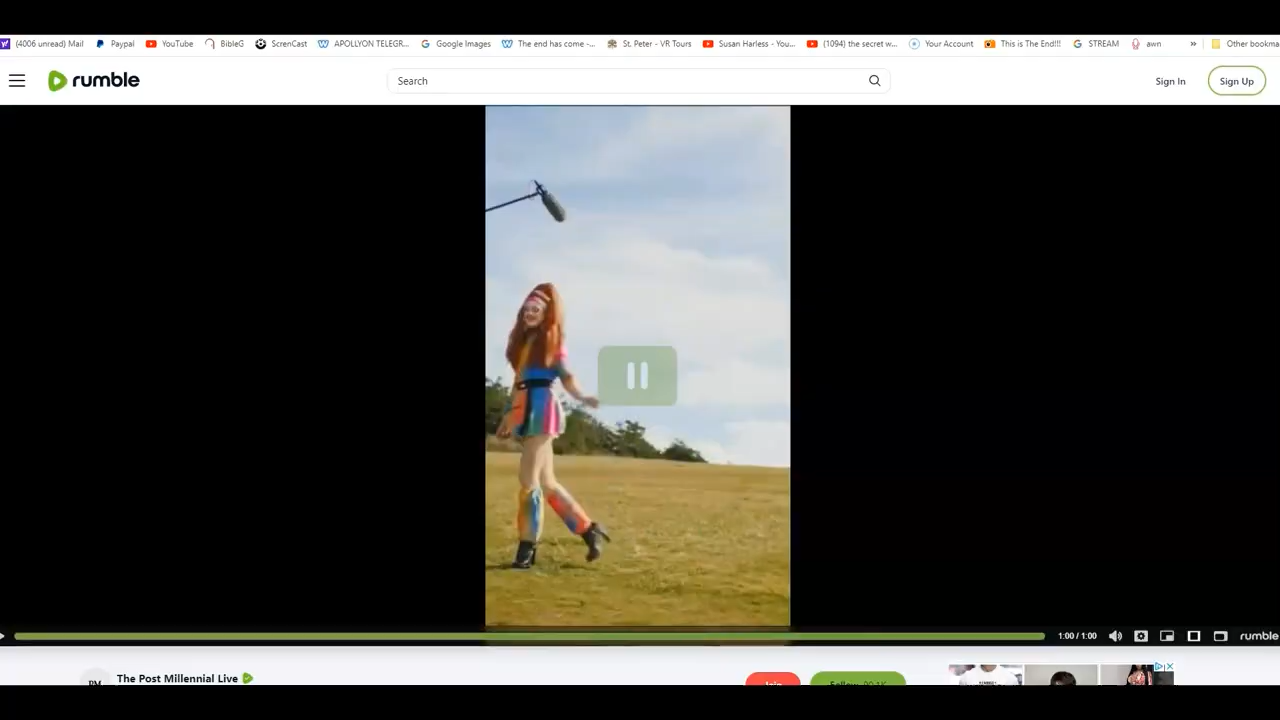 (4006 unread) Mail Paypal YouTube BibleG ScrenCast APOLLYON TELEGR... Google Images The end has come -... St. Peter - VR Tours Susan Harless - You... (1094) the secret w... Your Account This is The End!!! STREAM awn » Other bookma
rumble Search Sign In Sign Up
1:00 / 1:00 rumble
The Post Millennial Live
Join Follow